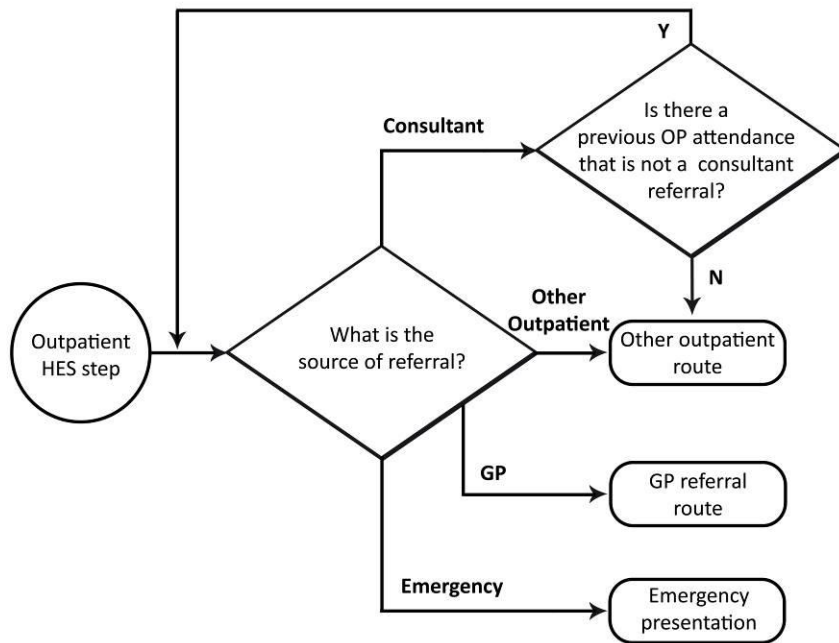 Y
Is there a
previous OP attendance
that is not a consultant
referral?
Consultant
N
Outpatient
HES step
What is the
source of referral?
Other
Outpatient
Other outpatient
route
GP
GP referral
route
Emergency
Emergency
presentation